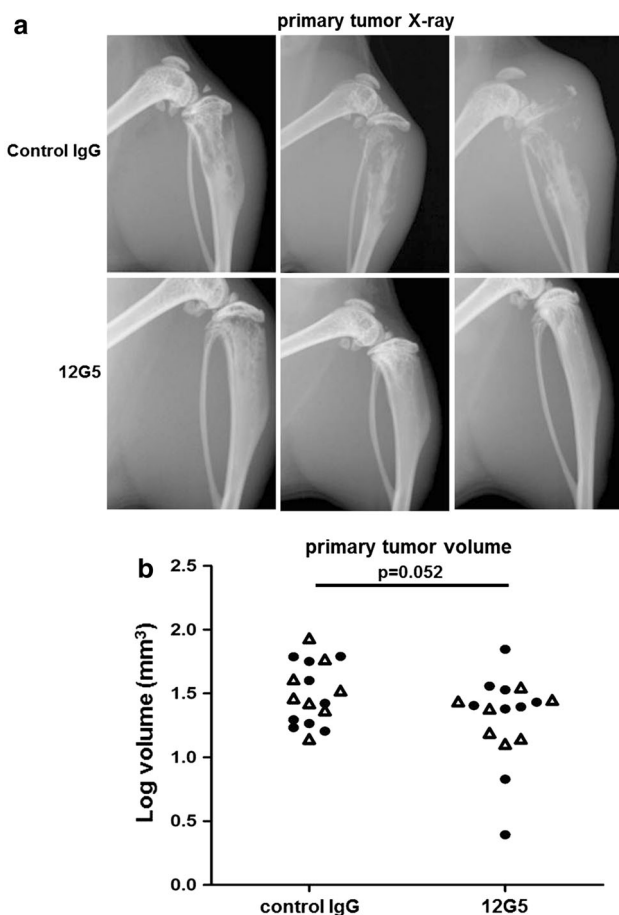 a
primary tumor X-ray
Control IgG
12G5
b
primary tumor volume
p=0.052
Log volume (mm³)
2.5
2.0
1.5
1.0
0.5
0.0
control IgG
12G5